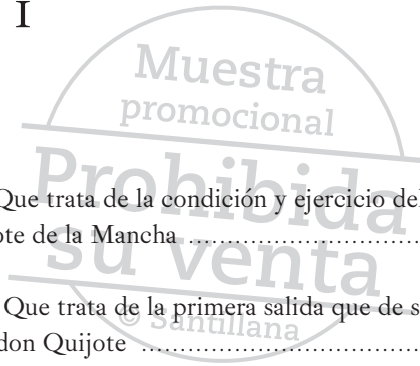 I
Muestra
promocional
Prohibida
Que trata de la condición y ejercicio del
ote de la Mancha ...............................
su venta
Que trata de la primera salida que de s
© Santillana
don Quijote ...................................